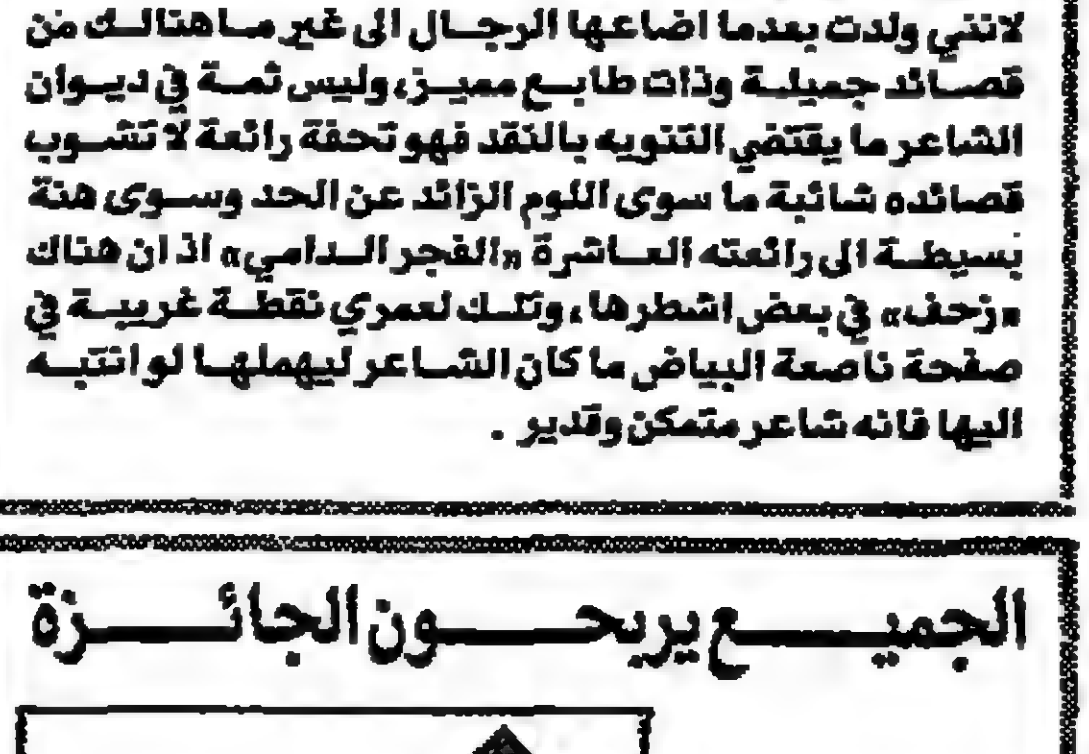 لانني ولدت بعدما اضاعها الرجال الى غير ما هنالك من
قصائد جميلة وذات طابع مميز، وليس ثمة في ديوان
الشاعر ما يقتضي التنويه بالنقد فهو تحفة رائعة لا تشوب
قصائده شائبة ما سوى اللوم الزائد عن الحد وسوى هنة
بسيطة الى رائعته العاشرة «الفجر الدامي» اذ ان هناك
«زحف» في بعض اشطرها، وتلك لعمري نقطة غريبة في
صفحة ناصعة البياض ما كان الشاعر ليهملها لو انتبه
اليها فانه شاعر متمكن وقدير .
الجميع يربحون الجائزة